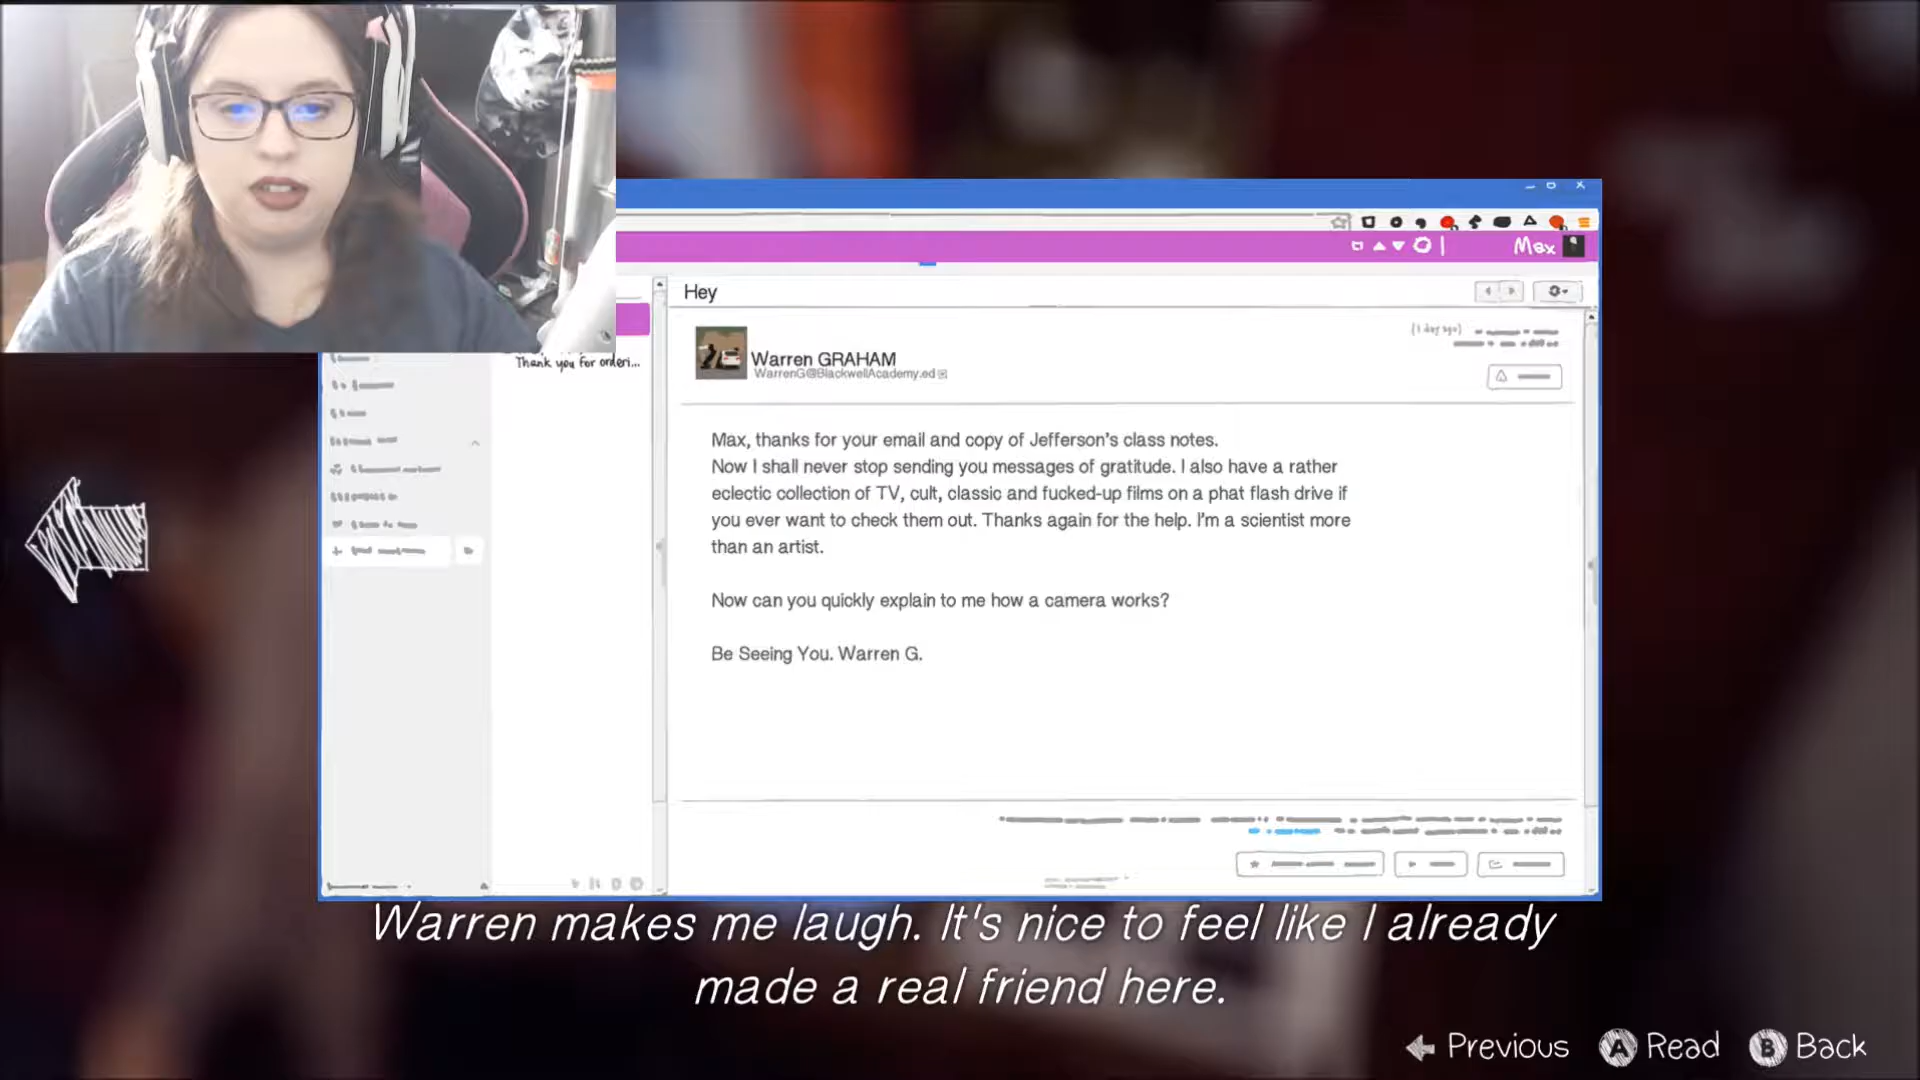 Max
Hey
(1 day ago)
Warren GRAHAM
WarrenG@BlackwellAcademy.ed
Thank you for orderi...
Max, thanks for your email and copy of Jefferson's class notes.
Now I shall never stop sending you messages of gratitude. I also have a rather
eclectic collection of TV, cult, classic and fucked-up films on a phat flash drive if
you ever want to check them out. Thanks again for the help. I'm a scientist more
than an artist.
Now can you quickly explain to me how a camera works?
Be Seeing You. Warren G.
Warren makes me laugh. It's nice to feel like I already
made a real friend here.
Previous
A Read
B Back